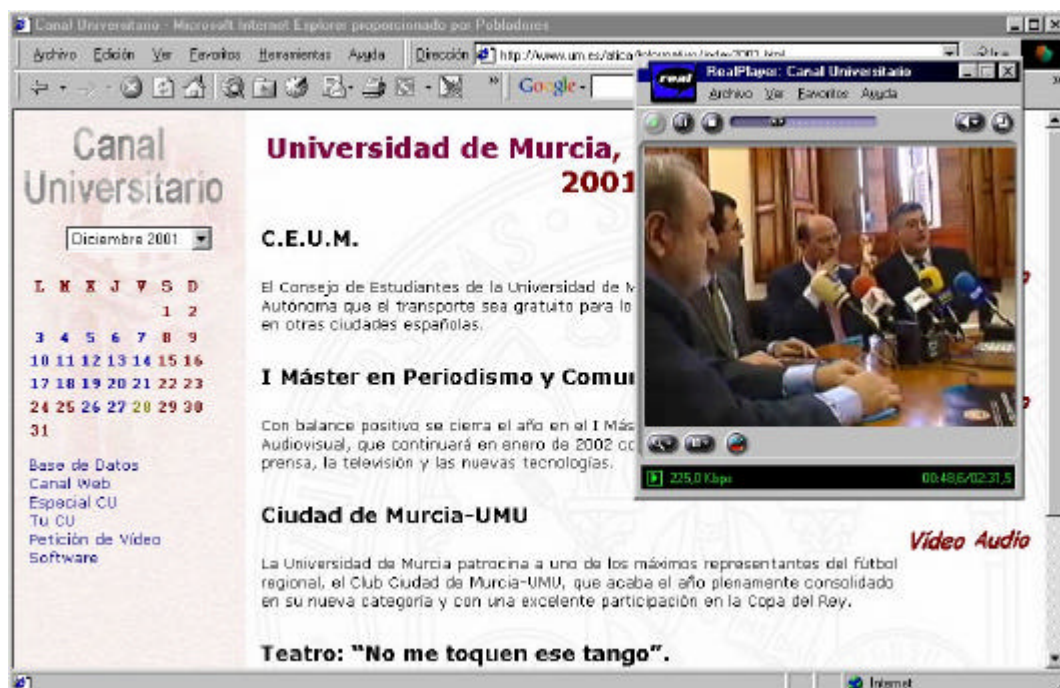 Canal Universitario - Microsoft Internet Explorer proporcionado por Pobladores
Archivo Edición Ver Favoritos Herramientas Ayuda Dirección http://www.um.es/atica/
Google
Canal
Universitario
Diciembre 2001
L M X J V S D
1 2
3 4 5 6 7 8 9
10 11 12 13 14 15 16
17 18 19 20 21 22 23
24 25 26 27 28 29 30
31
Base de Datos
Canal Web
Especial CU
Tu CU
Petición de Vídeo
Software
Universidad de Murcia,
2001
C.E.U.M.
El Consejo de Estudiantes de la Universidad de M
Autónoma que el transporte sea gratuito para lo
en otras ciudades españolas.
I Máster en Periodismo y Comu
Con balance positivo se cierra el año en el I Más
Audiovisual, que continuará en enero de 2002 co
prensa, la televisión y las nuevas tecnologías.
Ciudad de Murcia-UMU
Vídeo Audio
La Universidad de Murcia patrocina a uno de los máximos representantes del fútbol
regional, el Club Ciudad de Murcia-UMU, que acaba el año plenamente consolidado
en su nueva categoría y con una excelente participación en la Copa del Rey.
Teatro: “No me toquen ese tango”.
real
RealPlayer: Canal Universitario
Archivo Ver Favoritos Ayuda
225,0 Kbps 00:48,6/02:31,5
Internet